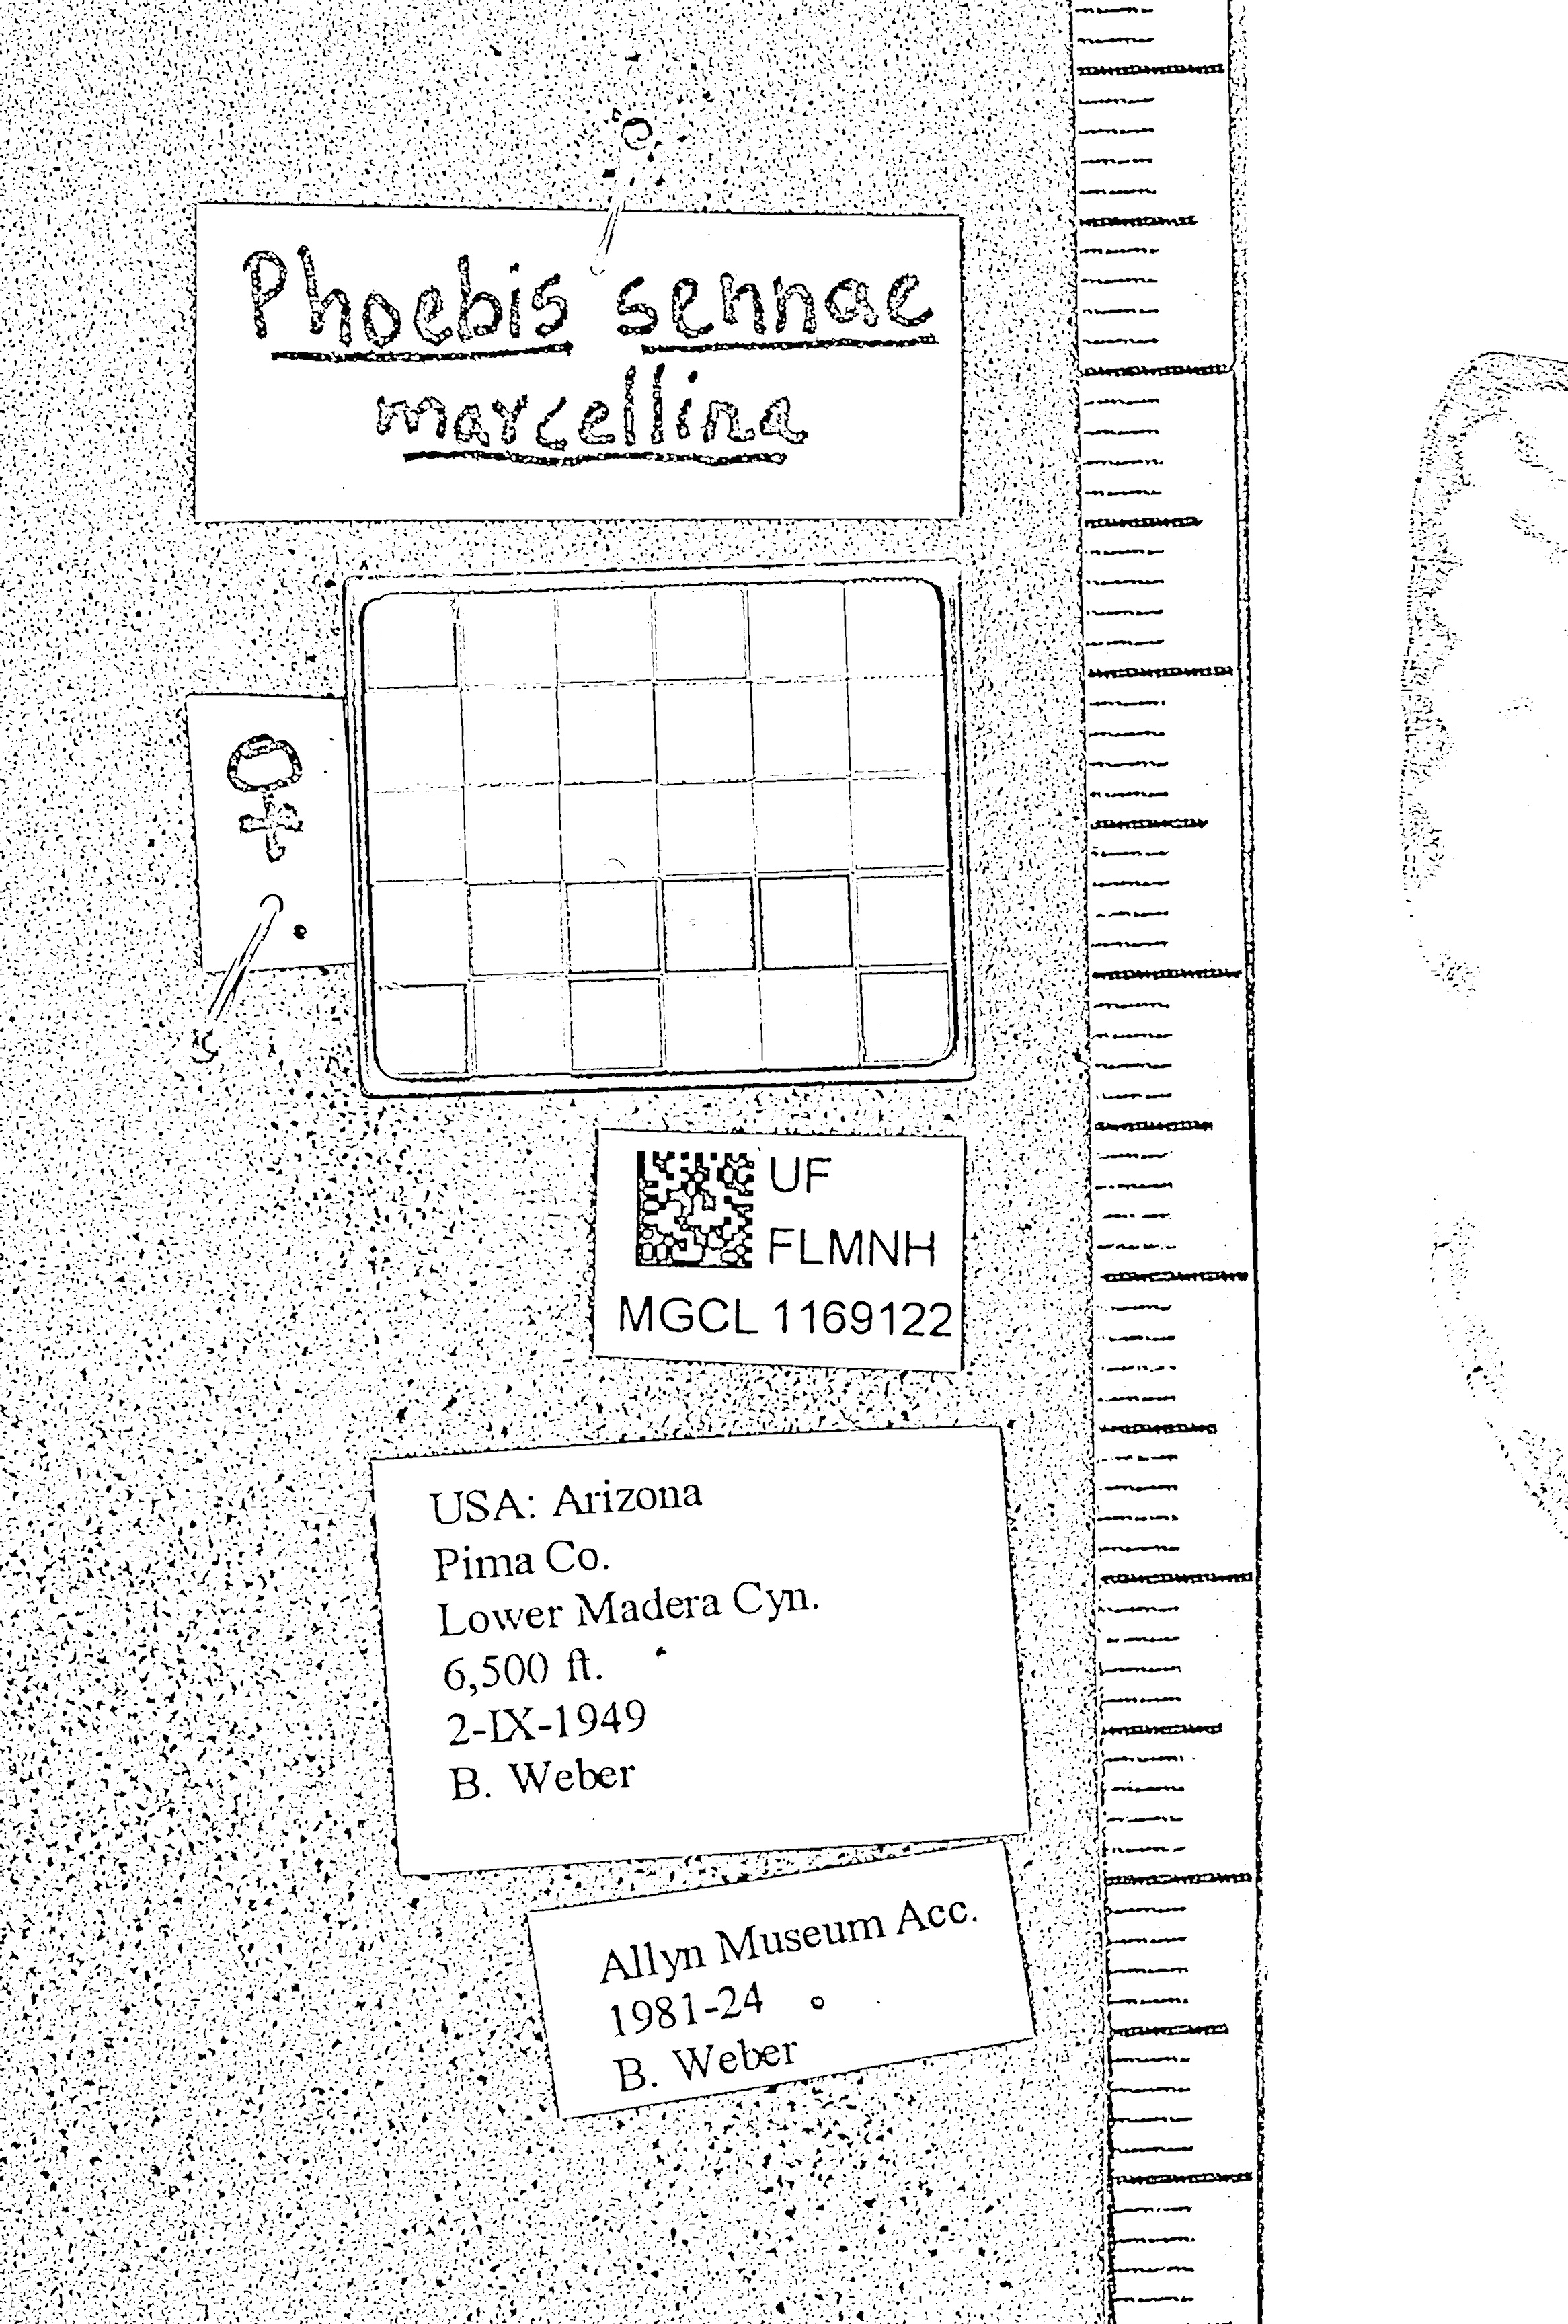 Phoebis sennae
marcellina
♀
UF
FLMNH
MGCL 1169122
USA: Arizona
Pima Co.
Lower Madera Cyn.
6,500 ft.
2-IX-1949
B. Weber
Allyn Museum Acc.
1981-24
B. Weber